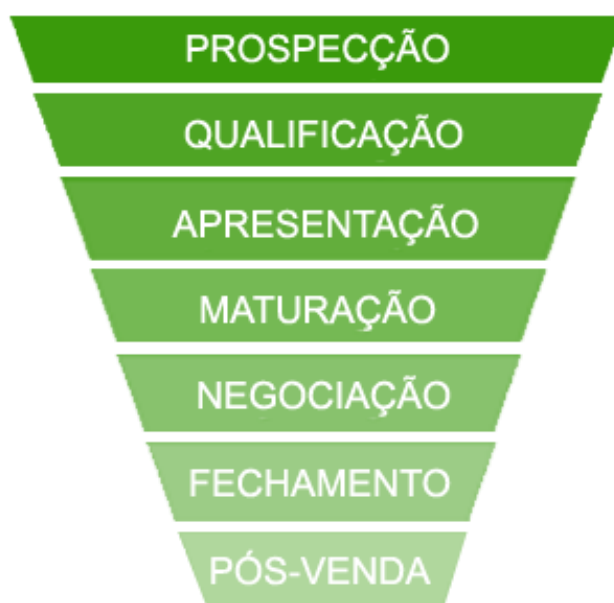 PROSPECÇÃO
QUALIFICAÇÃO
APRESENTAÇÃO
MATURAÇÃO
NEGOCIAÇÃO
FECHAMENTO
PÓS-VENDA